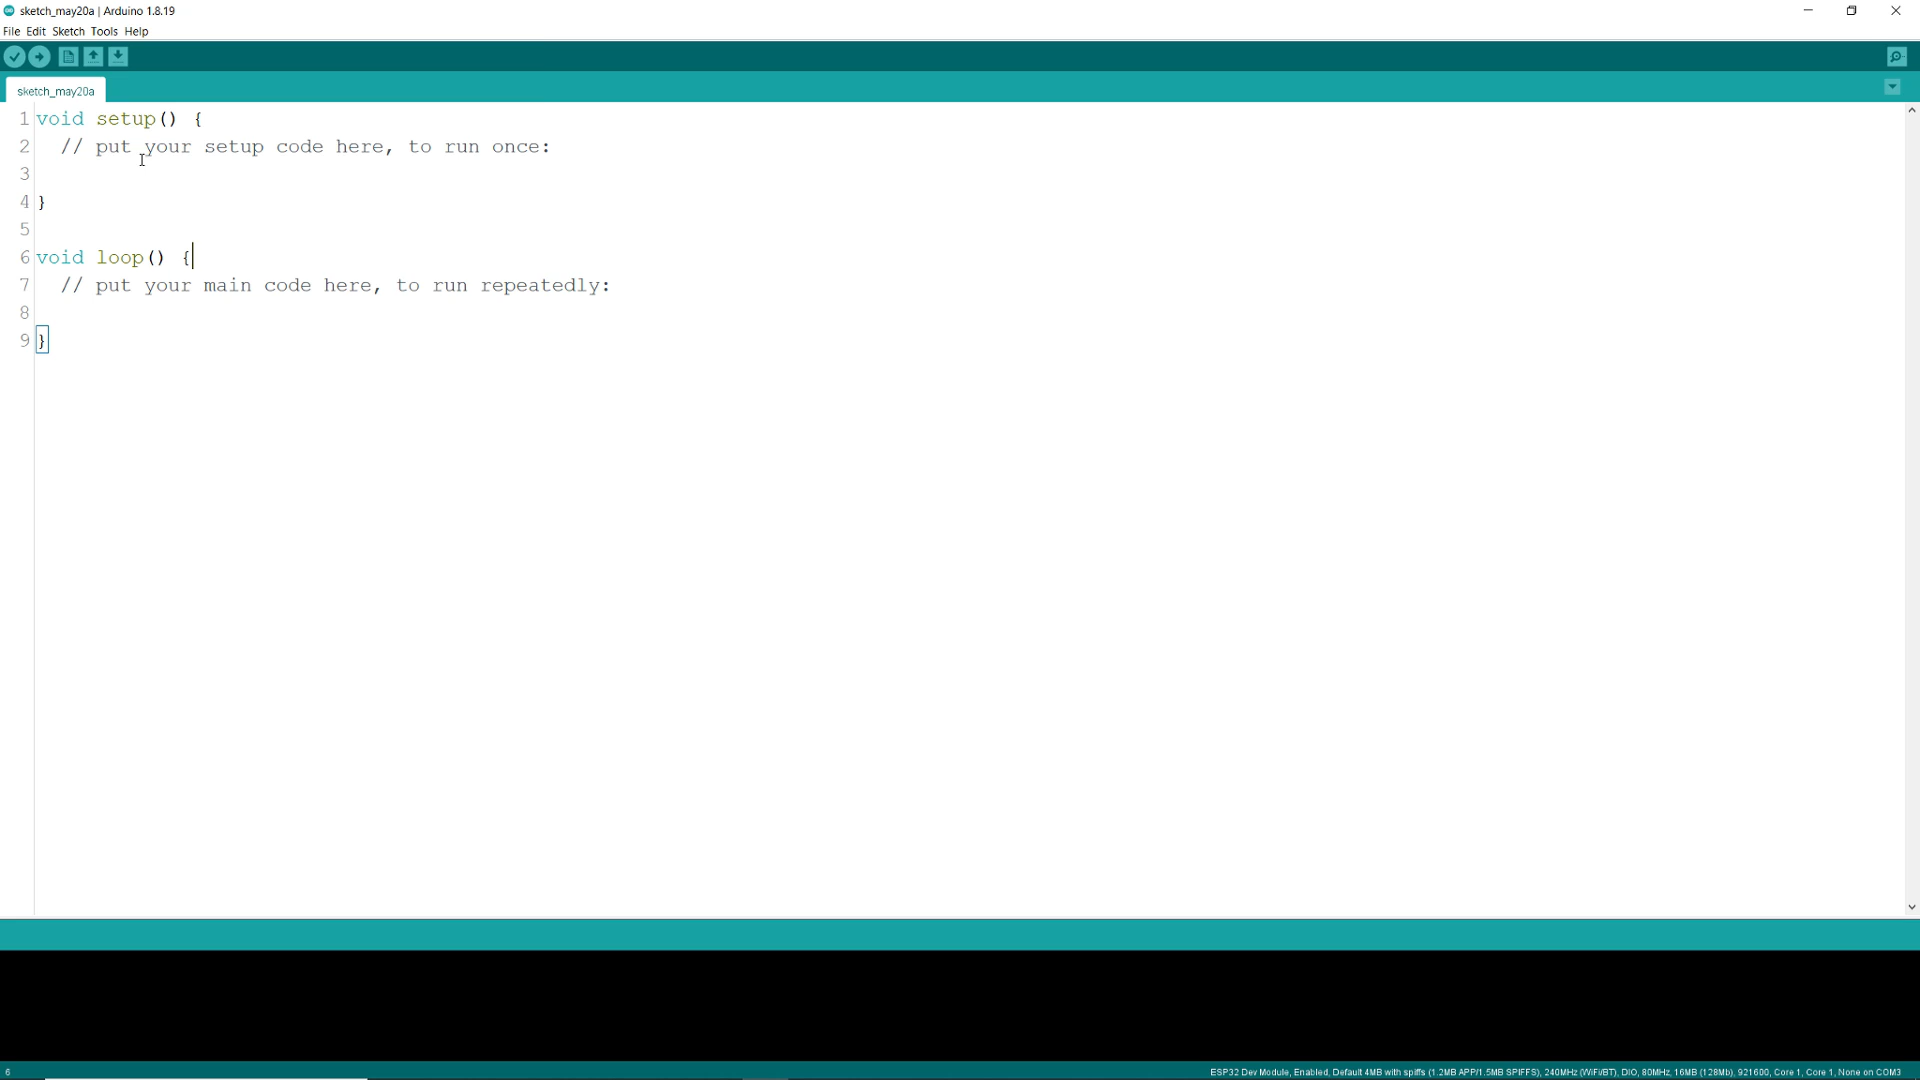 sketch_may20a | Arduino 1.8.19
File Edit Sketch Tools Help
sketch_may20a
1 void setup() {
2 // put your setup code here, to run once:
3
4 }
5
6 void loop() {
7 // put your main code here, to run repeatedly:
8
9 }
6 ESP32 Dev Module, Enabled, Default 4MB with spiffs (1.2MB APP/1.5MB SPIFFS), 240MHz (WiFi/BT), DIO, 80MHz, 16MB (128Mb), 921600, Core 1, Core 1, None on COM3